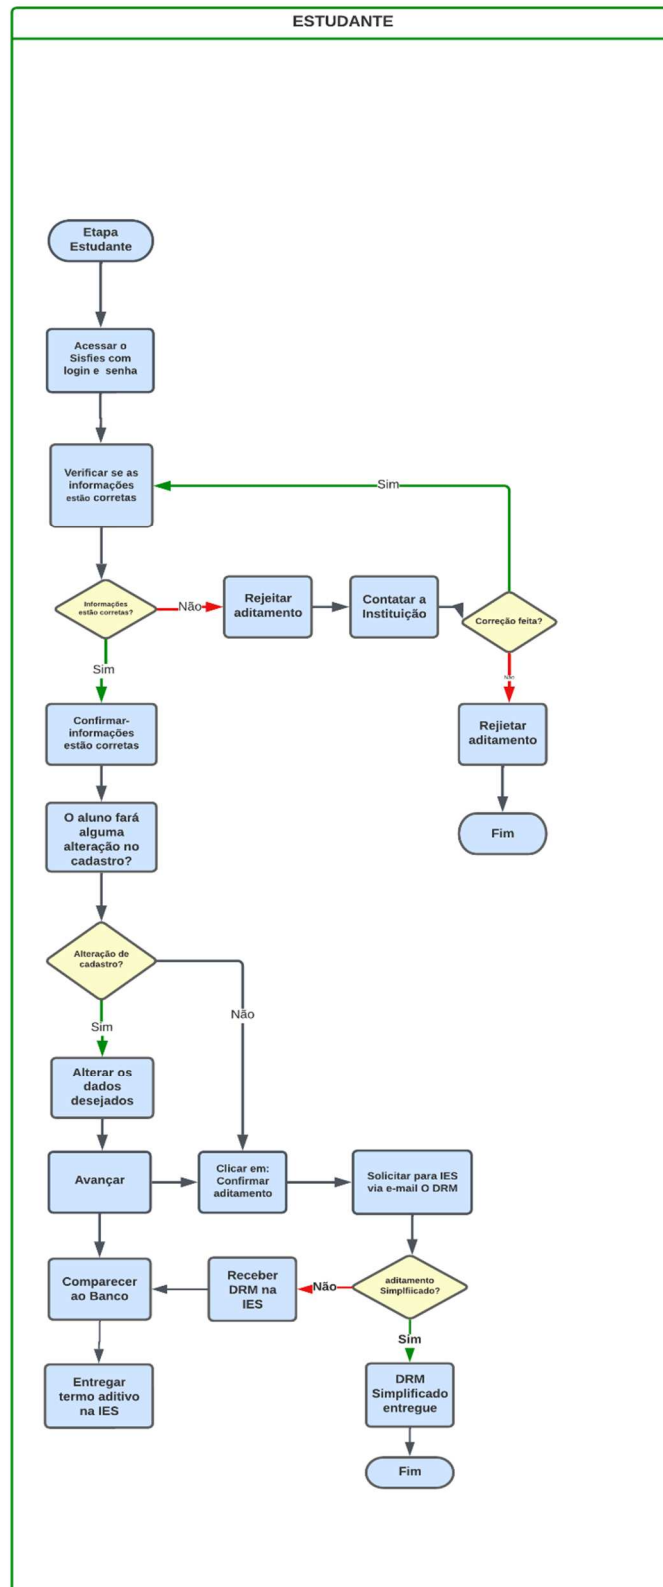 ESTUDANTE
Etapa
Estudante
Acessar o
Sisfies com
login e senha
Verificar se as
informações
estão corretas
Sim
Informações
estão corretas?
Não
Rejeitar
aditamento
Contatar a
Instituição
Correção feita?
Sim
Não
Confirmar-
informações
estão corretas
Rejietar
aditamento
O aluno fará
alguma
alteração no
cadastro?
Fim
Alteração de
cadastro?
Não
Sim
Alterar os
dados
desejados
Avançar
Clicar em:
Confirmar
aditamento
Solicitar para IES
via e-mail O DRM
Comparecer
ao Banco
Receber
DRM na
IES
Não
aditamento
Simplfiicado?
Sim
Entregar
termo aditivo
na IES
DRM
Simplificado
entregue
Fim